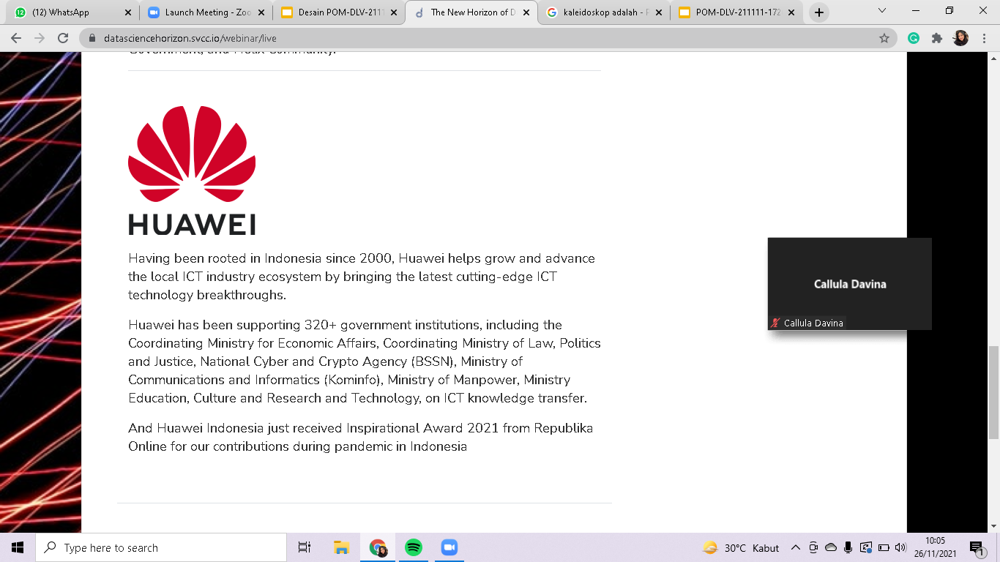 (12) WhatsApp
Launch Meeting - Zoo
Desain POM-DLV-2111
The New Horizon of D
kaleidoskop adalah - P
POM-DLV-211111-172
datasciencehorizon.svcc.io/webinar/live
HUAWEI
Having been rooted in Indonesia since 2000, Huawei helps grow and advance
the local ICT industry ecosystem by bringing the latest cutting-edge ICT
technology breakthroughs.
Huawei has been supporting 320+ government institutions, including the
Coordinating Ministry for Economic Affairs, Coordinating Ministry of Law, Politics
and Justice, National Cyber and Crypto Agency (BSSN), Ministry of
Communications and Informatics (Kominfo), Ministry of Manpower, Ministry
Education, Culture and Research and Technology, on ICT knowledge transfer.
And Huawei Indonesia just received Inspirational Award 2021 from Republika
Online for our contributions during pandemic in Indonesia
Callula Davina
Callula Davina
Type here to search
30°C Kabut
10:05
26/11/2021
1